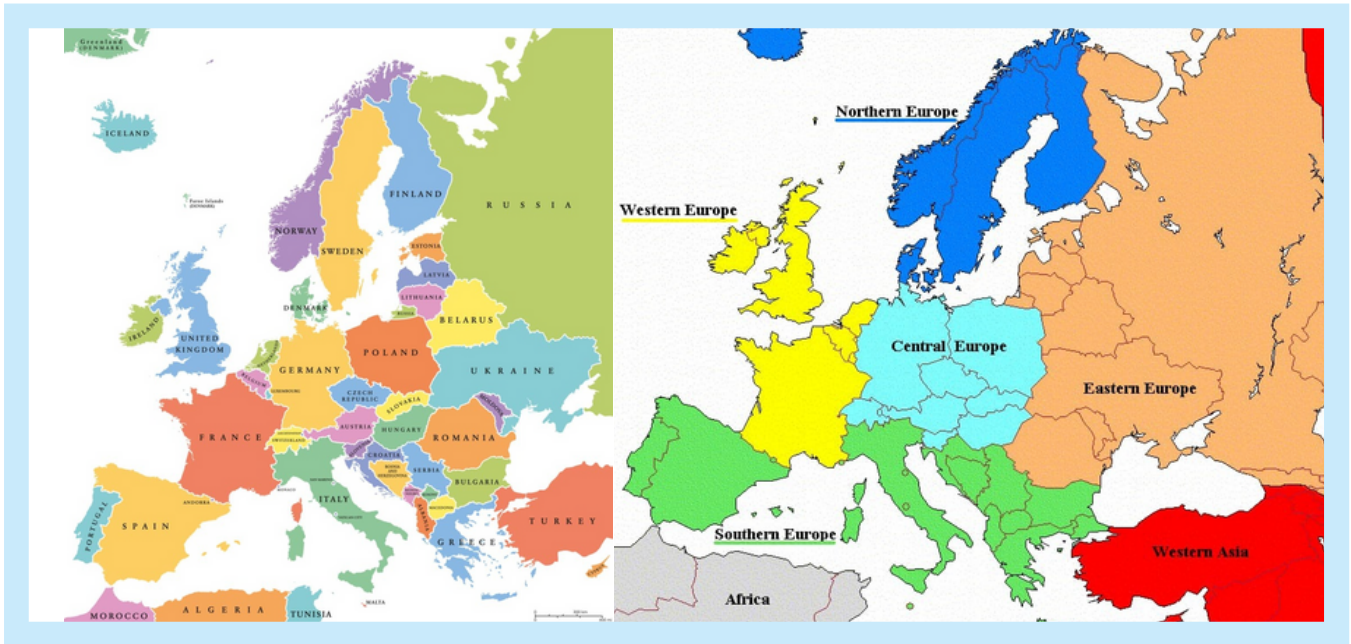 Greenland
(DENMARK)
ICELAND
Faroe Islands
(DENMARK)
NORWAY
SWEDEN
FINLAND
RUSSIA
ESTONIA
LATVIA
LITHUANIA
RUSSIA
DENMARK
IRELAND
UNITED
KINGDOM
BELGIUM
LUXEMBOURG
GERMANY
POLAND
BELARUS
UKRAINE
CZECH
REPUBLIC
SLOVAKIA
MOLDOVA
FRANCE
SWITZERLAND
AUSTRIA
HUNGARY
ROMANIA
CROATIA
BOSNIA
AND
HERZEGOVINA
SERBIA
BULGARIA
MONACO
ITALY
ANDORRA
PORTUGAL
SPAIN
ALBANIA
MACEDONIA
GREECE
TURKEY
MALTA
MOROCCO
ALGERIA
TUNISIA
Northern Europe
Western Europe
Central Europe
Eastern Europe
Southern Europe
Western Asia
Africa